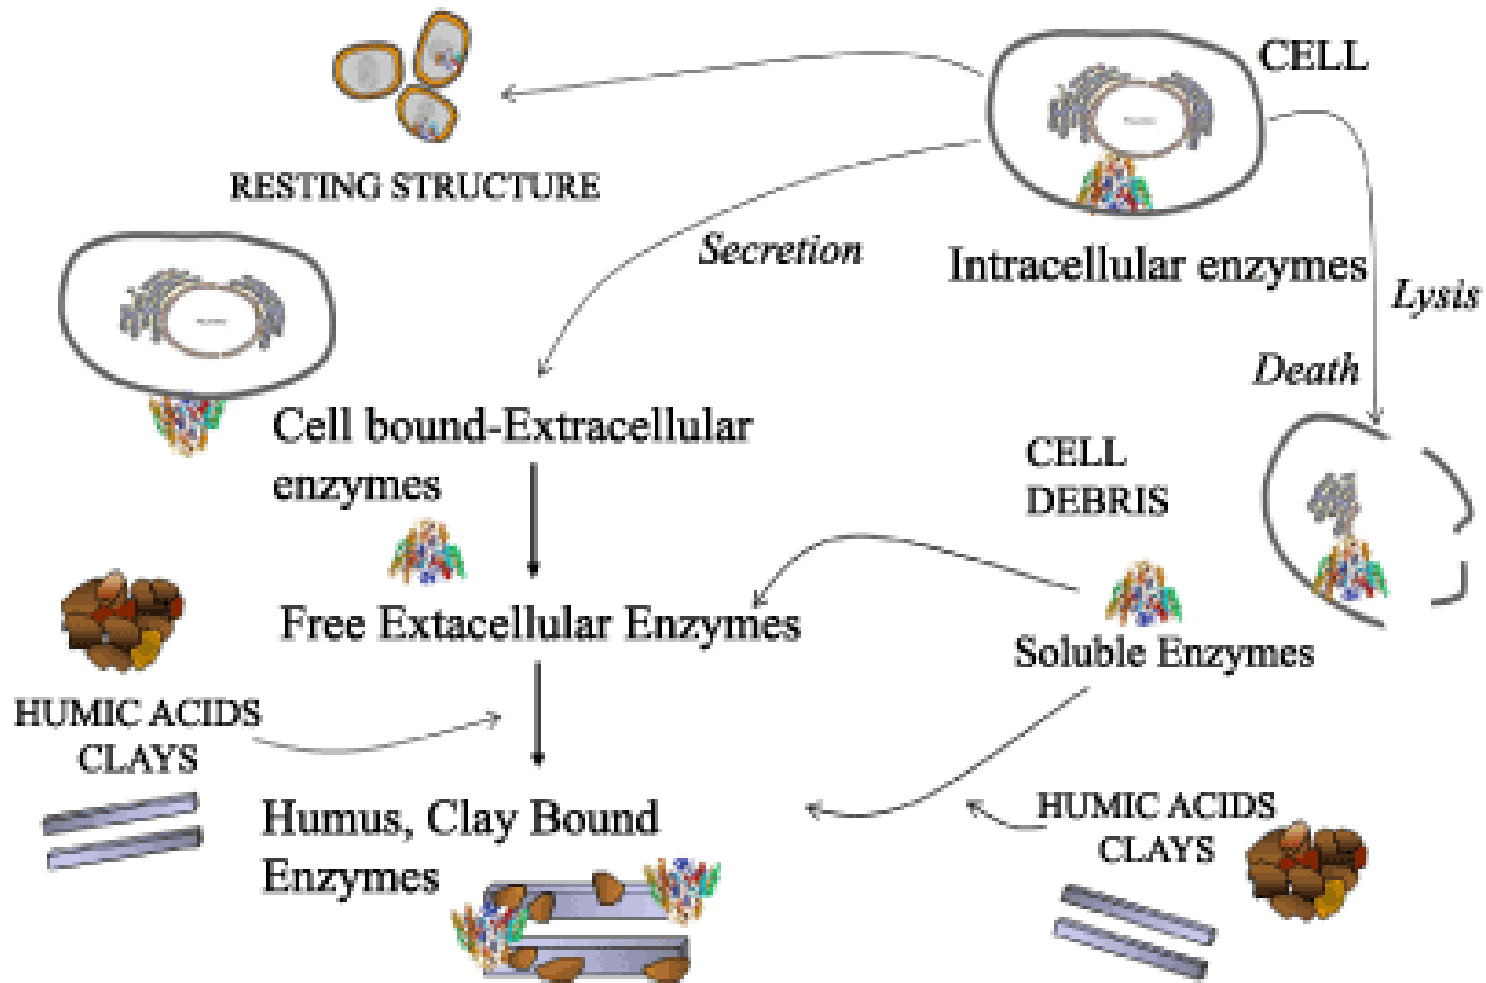 CELL
RESTING STRUCTURE
Secretion
Intracellular enzymes
Lysis
Death
Cell bound-Extracellular
enzymes
CELL
DEBRIS
Free Extacellular Enzymes
Soluble Enzymes
HUMIC ACIDS
CLAYS
Humus, Clay Bound
Enzymes
HUMIC ACIDS
CLAYS